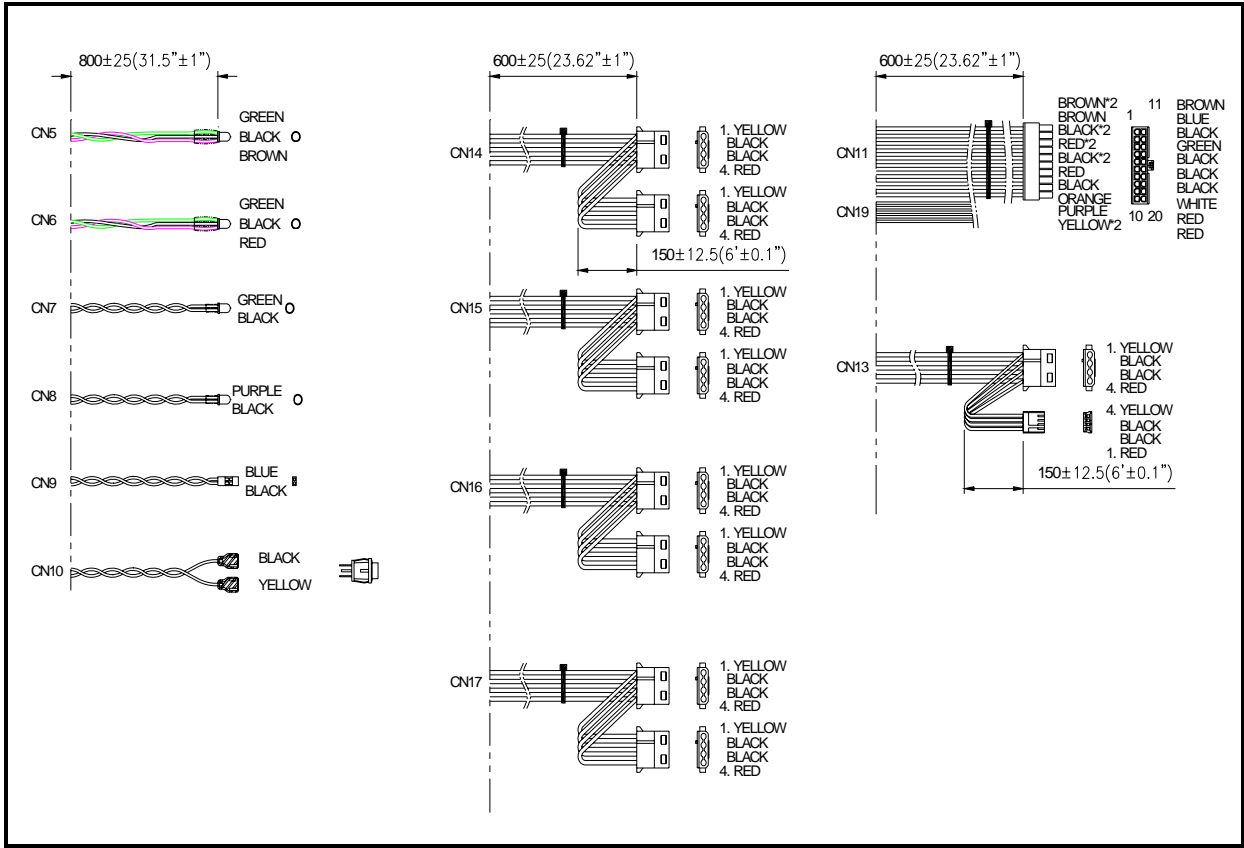 800±25(31.5"±1")
CN5
GREEN
BLACK
BROWN
CN6
GREEN
BLACK
RED
CN7
GREEN
BLACK
CN8
PURPLE
BLACK
CN9
BLUE
BLACK
CN10
BLACK
YELLOW
600±25(23.62"±1")
CN14
1. YELLOW
BLACK
BLACK
4. RED
1. YELLOW
BLACK
BLACK
4. RED
150±12.5(6'±0.1")
CN15
1. YELLOW
BLACK
BLACK
4. RED
1. YELLOW
BLACK
BLACK
4. RED
CN16
1. YELLOW
BLACK
BLACK
4. RED
1. YELLOW
BLACK
BLACK
4. RED
CN17
1. YELLOW
BLACK
BLACK
4. RED
1. YELLOW
BLACK
BLACK
4. RED
600±25(23.62"±1")
CN11
CN19
BROWN*2
BROWN
BLACK*2
RED*2
BLACK*2
RED
BLACK
ORANGE
PURPLE
YELLOW*2
1 11
10 20
BROWN
BLUE
BLACK
GREEN
BLACK
BLACK
BLACK
WHITE
RED
RED
CN13
1. YELLOW
BLACK
BLACK
4. RED
4. YELLOW
BLACK
BLACK
1. RED
150±12.5(6'±0.1")